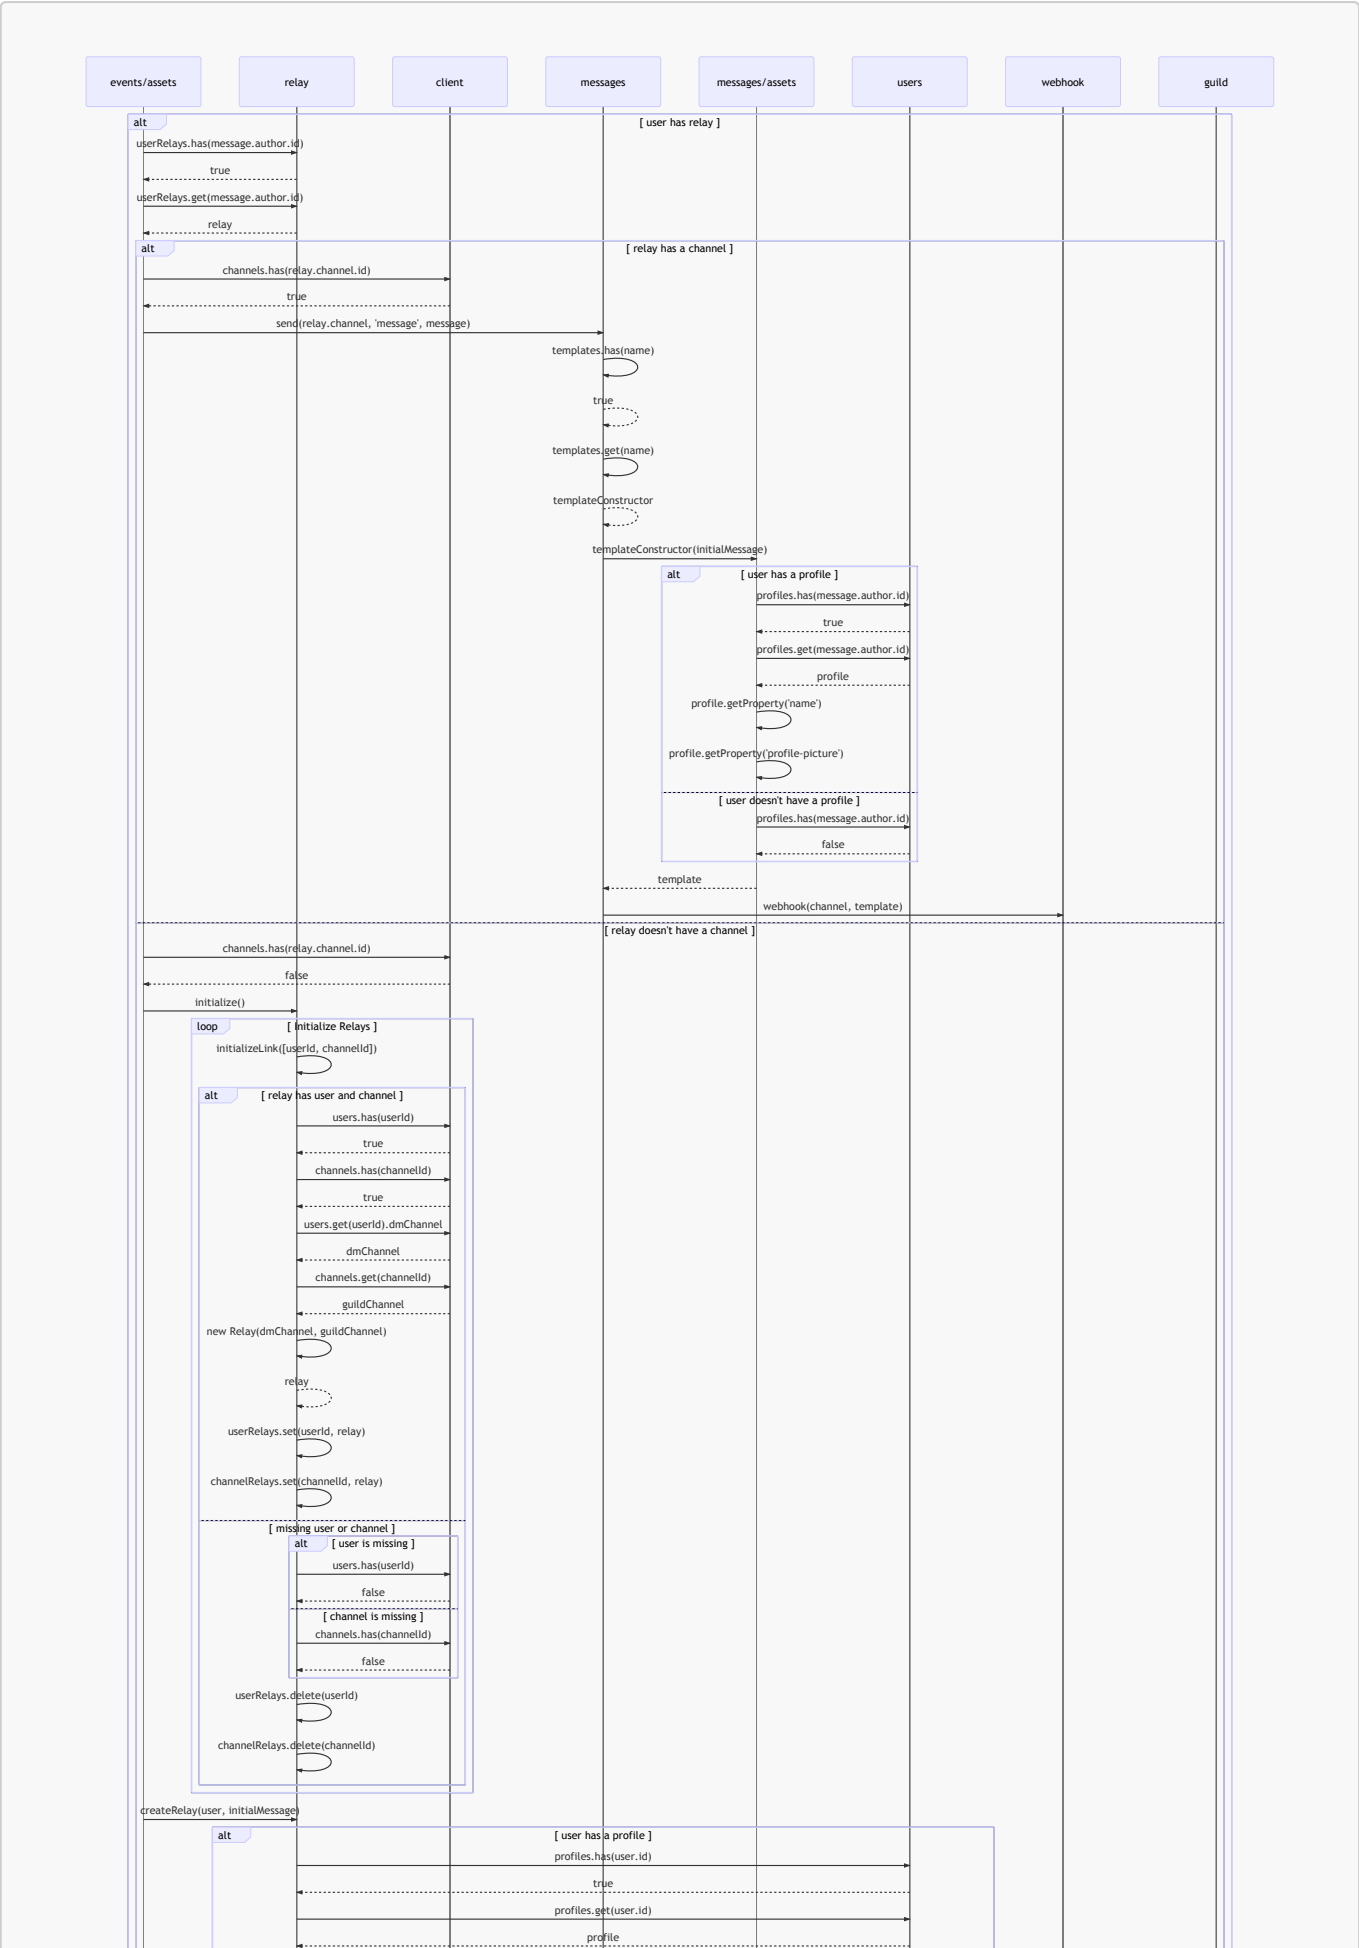 events/assets
relay
client
messages
messages/assets
users
webhook
guild
alt
[ user has relay ]
userRelays.has(message.author.id)
true
userRelays.get(message.author.id)
relay
alt
[ relay has a channel ]
channels.has(relay.channel.id)
true
send(relay.channel, 'message', message)
templates.has(name)
true
templates.get(name)
templateConstructor
templateConstructor(initialMessage)
alt
[ user has a profile ]
profiles.has(message.author.id)
true
profiles.get(message.author.id)
profile
profile.getProperty('name')
profile.getProperty('profile-picture')
[ user doesn't have a profile ]
profiles.has(message.author.id)
false
template
webhook(channel, template)
[ relay doesn't have a channel ]
channels.has(relay.channel.id)
false
initialize()
loop
[ Initialize Relays ]
initializeLink([userId, channelId])
alt
[ relay has user and channel ]
users.has(userId)
true
channels.has(channelId)
true
users.get(userId).dmChannel
dmChannel
channels.get(channelId)
guildChannel
new Relay(dmChannel, guildChannel)
relay
userRelays.set(userId, relay)
channelRelays.set(channelId, relay)
[ missing user or channel ]
alt
[ user is missing ]
users.has(userId)
false
[ channel is missing ]
channels.has(channelId)
false
userRelays.delete(userId)
channelRelays.delete(channelId)
createRelay(user, initialMessage)
alt
[ user has a profile ]
profiles.has(user.id)
true
profiles.get(user.id)
profile